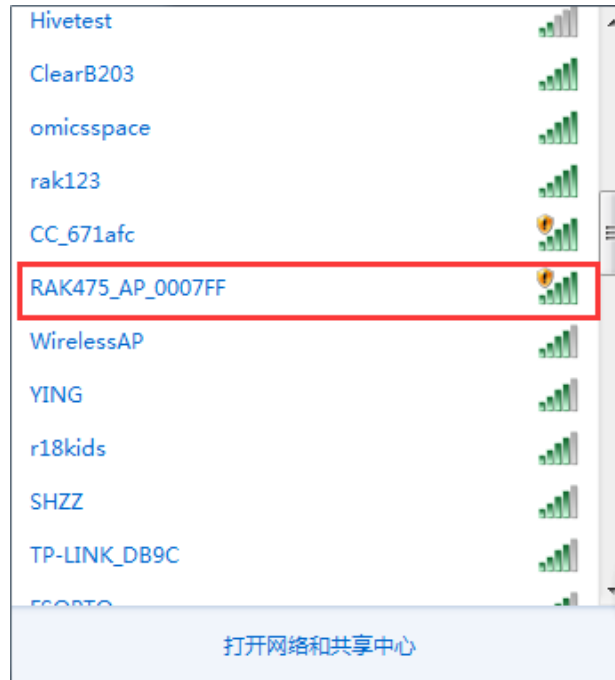 Hivetest
ClearB203
omicsspace
rak123
CC_671afc
RAK475_AP_0007FF
WirelessAP
YING
r18kids
SHZZ
TP-LINK_DB9C
打开网络和共享中心